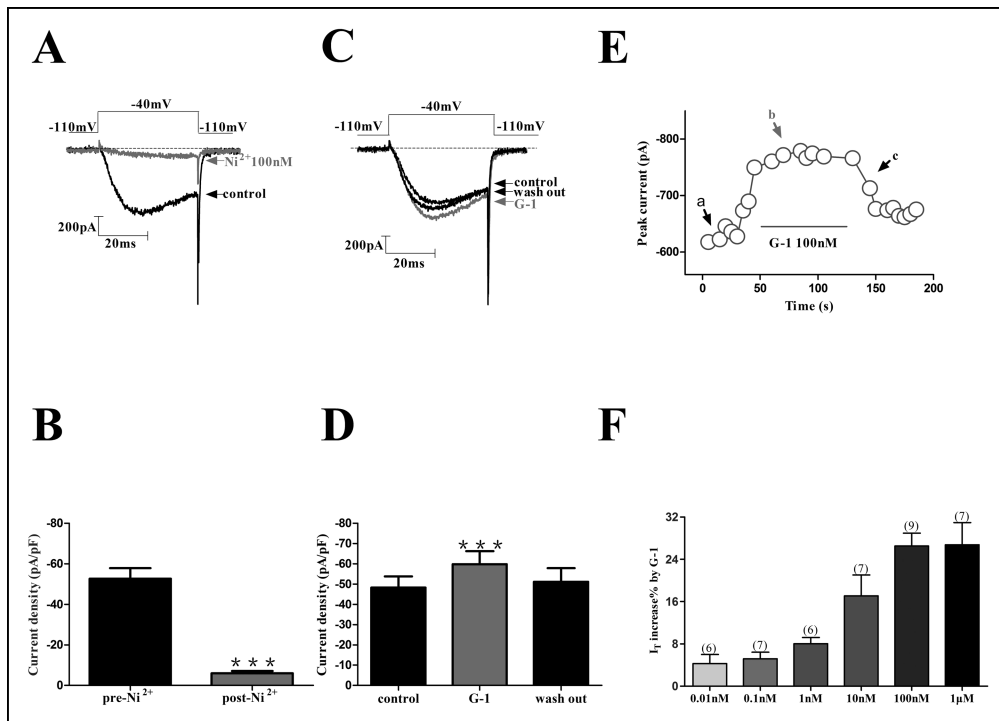 A
-40mV
-110mV
-110mV
Ni2+100nM
control
200pA
20ms
C
-40mV
-110mV
-110mV
control
wash out
G-1
200pA
20ms
E
Peak current (pA)
-800
-700
-600
a
b
c
G-1 100nM
0
50
100
150
200
Time (s)
B
Current density (pA/pF)
-80
-60
-40
-20
0
***
pre-Ni2+
post-Ni2+
D
Current density (pA/pF)
-80
-70
-60
-50
-40
-30
-20
-10
0
***
control
G-1
wash out
F
IT increase% by G-1
32
24
16
8
0
(6)
(7)
(6)
(7)
(9)
(7)
0.01nM
0.1nM
1nM
10nM
100nM
1μM